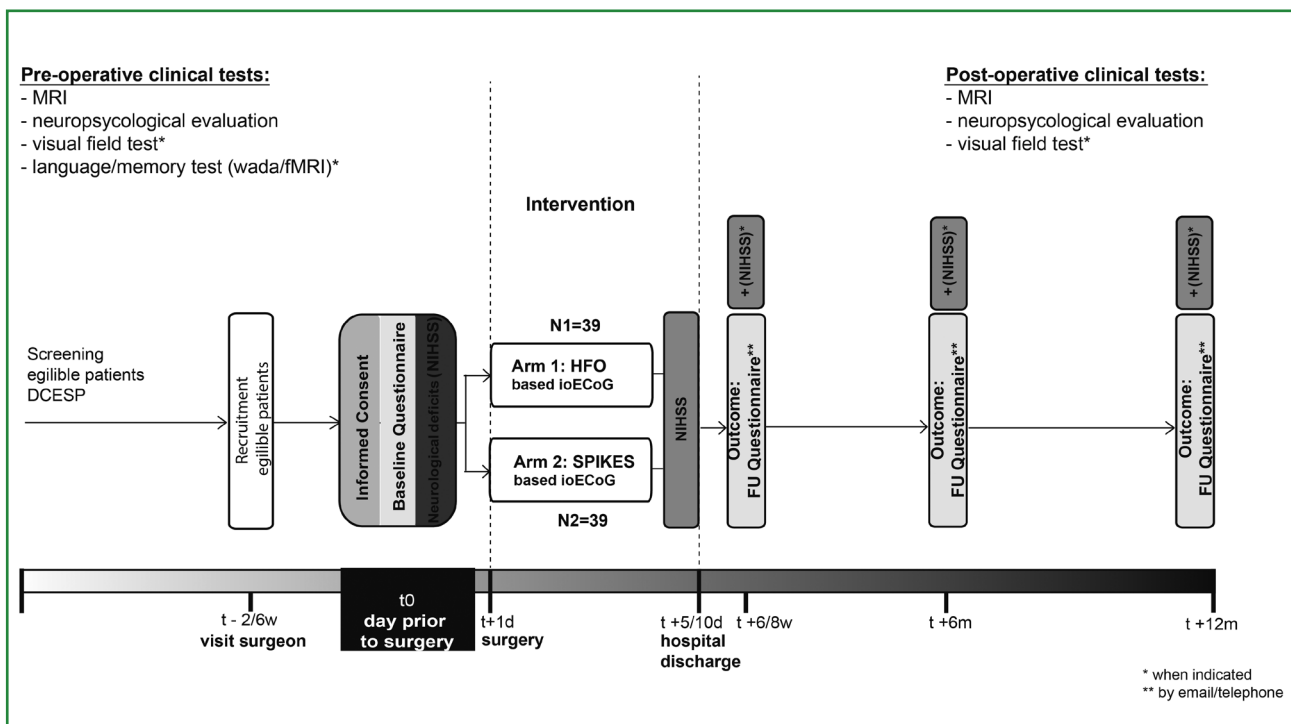 Pre-operative clinical tests:
- MRI
- neuropsycological evaluation
- visual field test*
- language/memory test (wada/fMRI)*
Post-operative clinical tests:
- MRI
- neuropsycological evaluation
- visual field test*
Intervention
Screening
egilible patients
DCESP
Recruitment
egilible patients
Informed Consent
Baseline Questionnaire
Neurological deficits (NIHSS)
N1=39
Arm 1: HFO
based ioECoG
Arm 2: SPIKES
based ioECoG
N2=39
NIHSS
+ (NIHSS)*
Outcome:
FU Questionnaire**
+ (NIHSS)*
Outcome:
FU Questionnaire**
+ (NIHSS)*
Outcome:
FU Questionnaire**
t - 2/6w
visit surgeon
t0
day prior
to surgery
t+1d
surgery
t +5/10d
hospital
discharge
t +6/8w
t +6m
t +12m
* when indicated
** by email/telephone